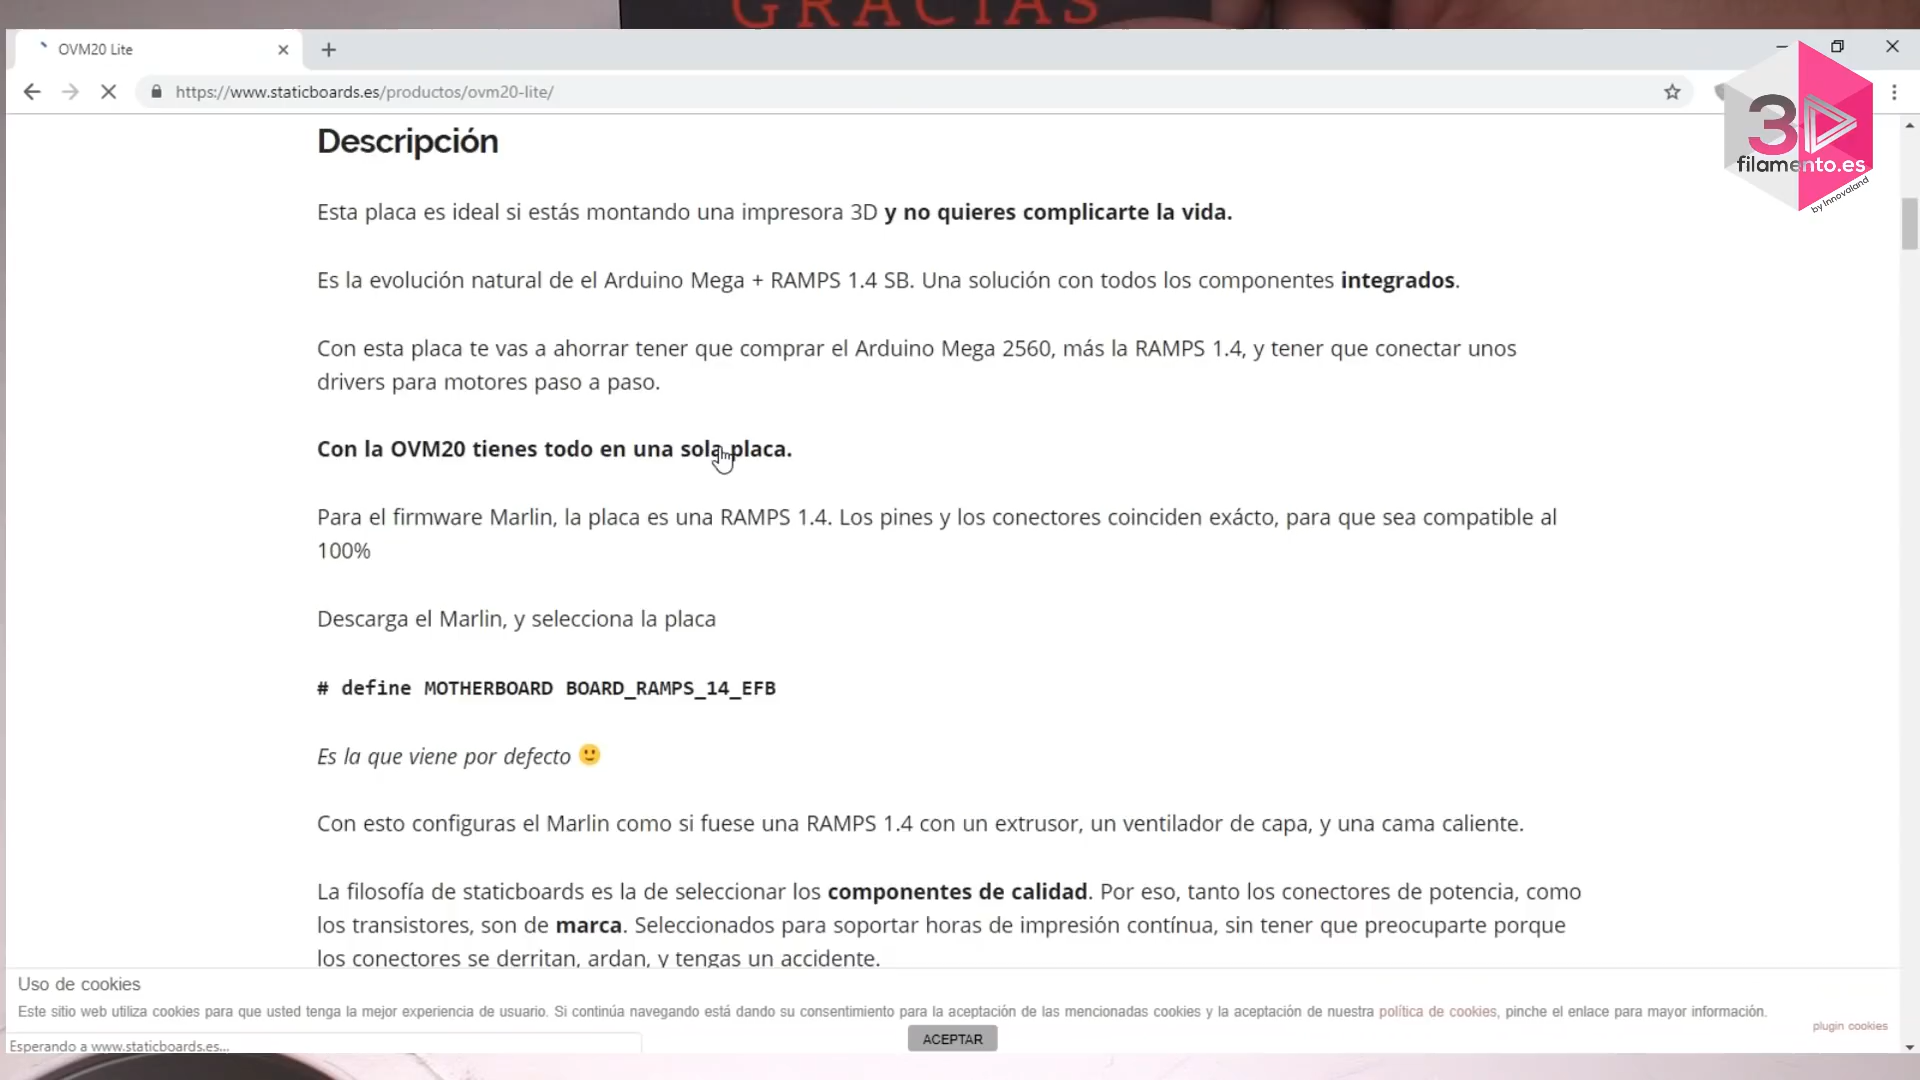 GRACIAS
OVM20 Lite
https://www.staticboards.es/productos/ovm20-lite/
3D
filamento.es
by Innovaland
Descripción
Esta placa es ideal si estás montando una impresora 3D y no quieres complicarte la vida.
Es la evolución natural de el Arduino Mega + RAMPS 1.4 SB. Una solución con todos los componentes integrados.
Con esta placa te vas a ahorrar tener que comprar el Arduino Mega 2560, más la RAMPS 1.4, y tener que conectar unos
drivers para motores paso a paso.
Con la OVM20 tienes todo en una sola placa.
Para el firmware Marlin, la placa es una RAMPS 1.4. Los pines y los conectores coinciden exácto, para que sea compatible al
100%
Descarga el Marlin, y selecciona la placa
# define MOTHERBOARD BOARD_RAMPS_14_EFB
Es la que viene por defecto 🙂
Con esto configuras el Marlin como si fuese una RAMPS 1.4 con un extrusor, un ventilador de capa, y una cama caliente.
La filosofía de staticboards es la de seleccionar los componentes de calidad. Por eso, tanto los conectores de potencia, como
los transistores, son de marca. Seleccionados para soportar horas de impresión contínua, sin tener que preocuparte porque
los conectores se derritan, ardan, y tengas un accidente.
Uso de cookies
Este sitio web utiliza cookies para que usted tenga la mejor experiencia de usuario. Si continúa navegando está dando su consentimiento para la aceptación de las mencionadas cookies y la aceptación de nuestra política de cookies, pinche el enlace para mayor información.
plugin cookies
ACEPTAR
Esperando a www.staticboards.es...